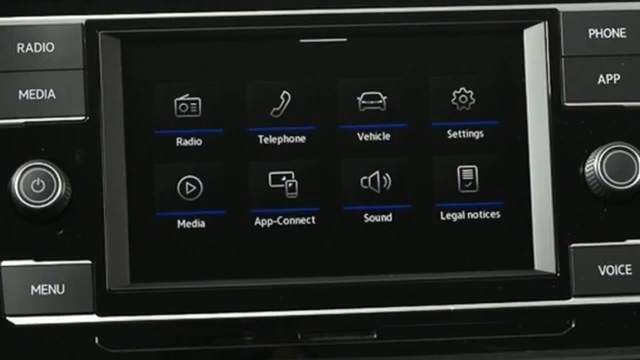 RADIO
PHONE
MEDIA
APP
Radio
Telephone
Vehicle
Settings
Media
App-Connect
Sound
Legal notices
MENU
VOICE